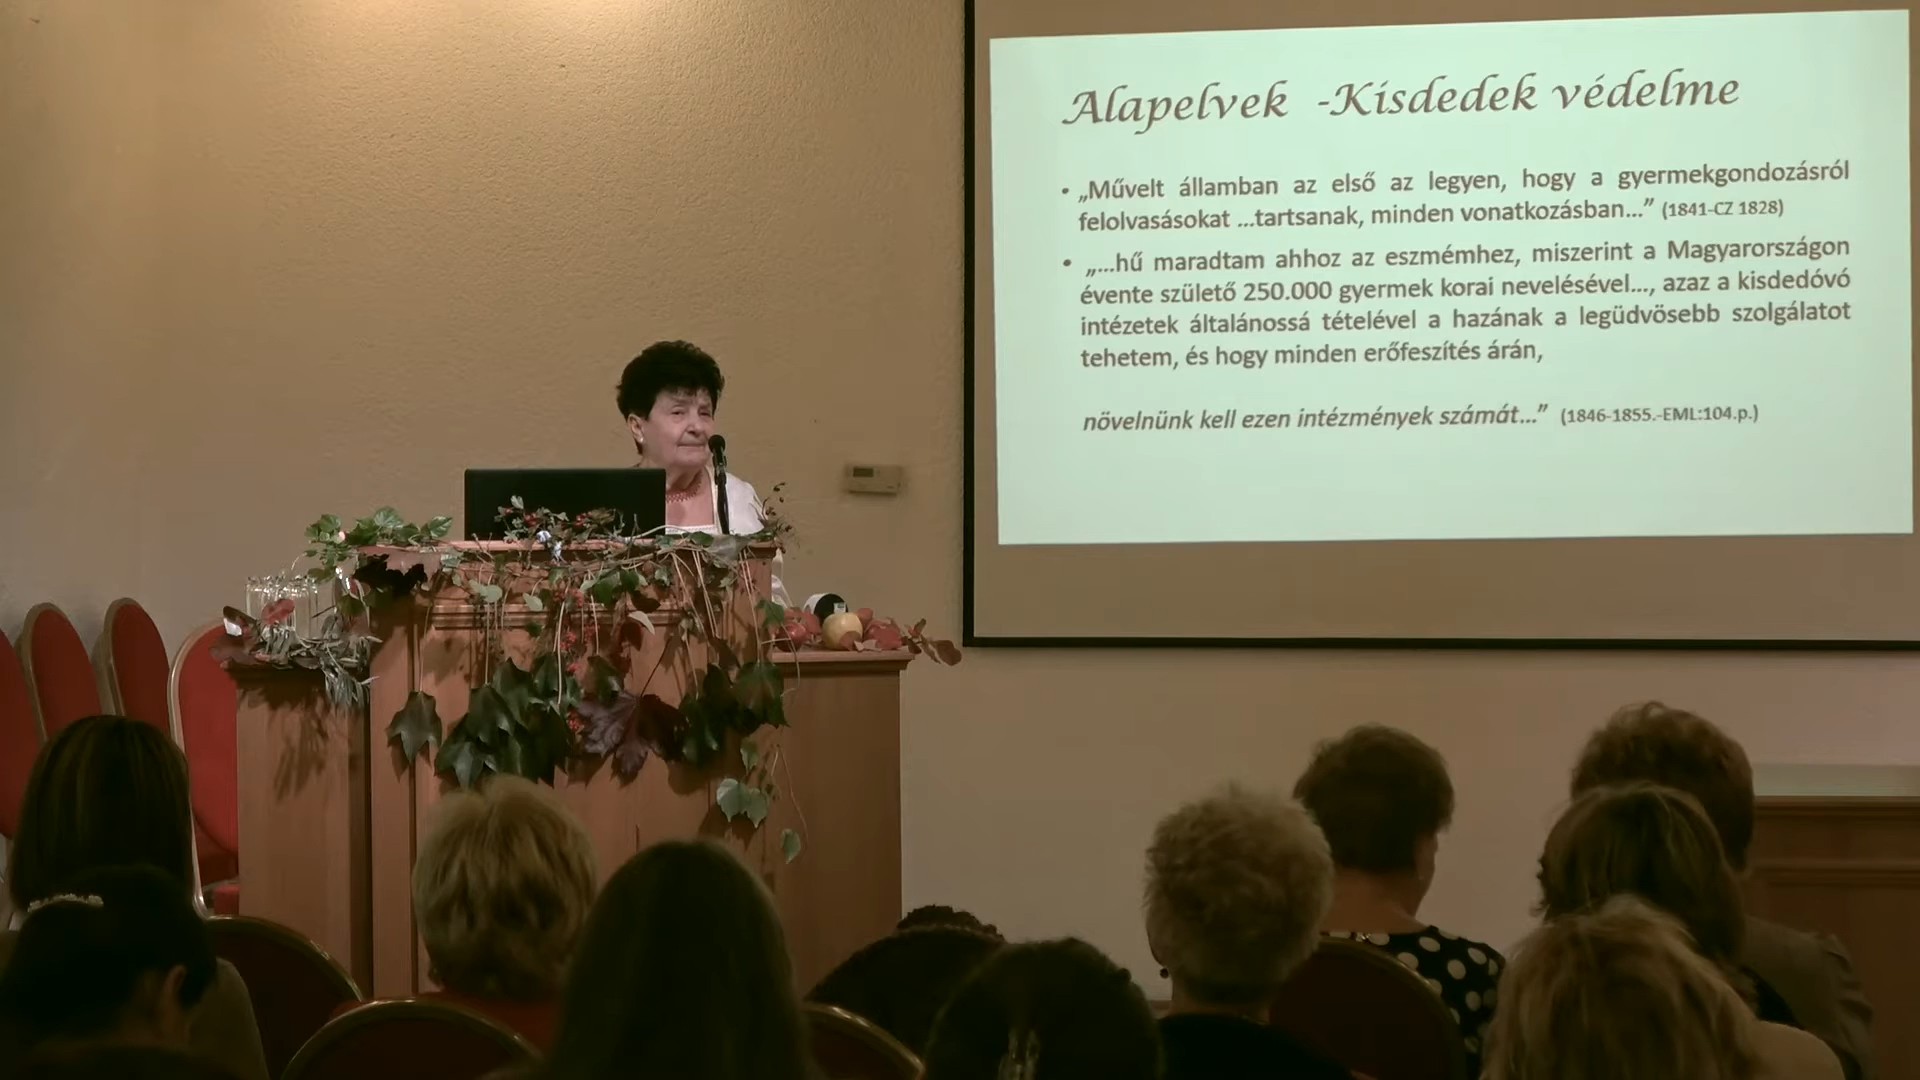 Alapelvek -Kisdedek védelme
• „Művelt államban az első az legyen, hogy a gyermekgondozásról
felolvasásokat ...tartsanak, minden vonatkozásban...” (1841-CZ 1828)
• „...hű maradtam ahhoz az eszmémhez, miszerint a Magyarországon
évente születő 250.000 gyermek korai nevelésével..., azaz a kisdedóvó
intézetek általánossá tételével a hazának a legüdvösebb szolgálatot
tehetem, és hogy minden erőfeszítés árán,
növelnünk kell ezen intézmények számát...” (1846-1855.-EML:104.p.)